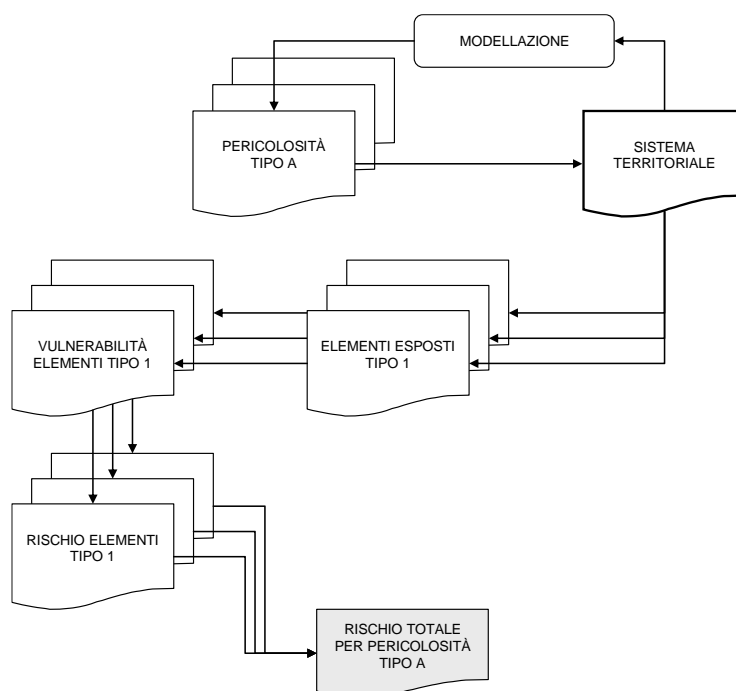 MODELLAZIONE
PERICOLOSITÀ
TIPO A
SISTEMA
TERRITORIALE
VULNERABILITÀ
ELEMENTI TIPO 1
ELEMENTI ESPOSTI
TIPO 1
RISCHIO ELEMENTI
TIPO 1
RISCHIO TOTALE
PER PERICOLOSITÀ
TIPO A